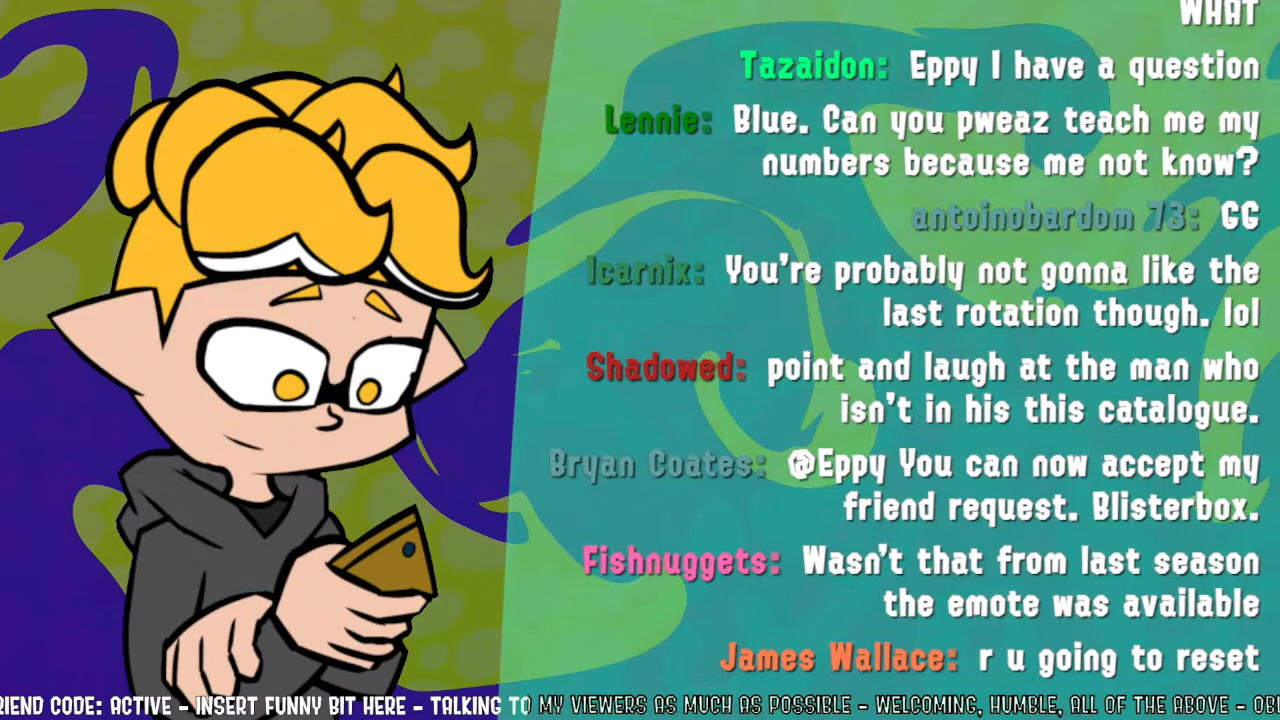 WHAT
Tazaidon: Eppy I have a question
Lennie: Blue. Can you pweaz teach me my
numbers because me not know?
antoinobardom 73: GG
Icarnix: You're probably not gonna like the
last rotation though. lol
Shadowed: point and laugh at the man who
isn't in his this catalogue.
Bryan Coates: @Eppy You can now accept my
friend request. Blisterbox.
Fishnuggets: Wasn't that from last season
the emote was available
James Wallace: r u going to reset
RIEND CODE: ACTIVE - INSERT FUNNY BIT HERE - TALKING TO MY VIEWERS AS MUCH AS POSSIBLE - WELCOMING, HUMBLE, ALL OF THE ABOVE - OBL